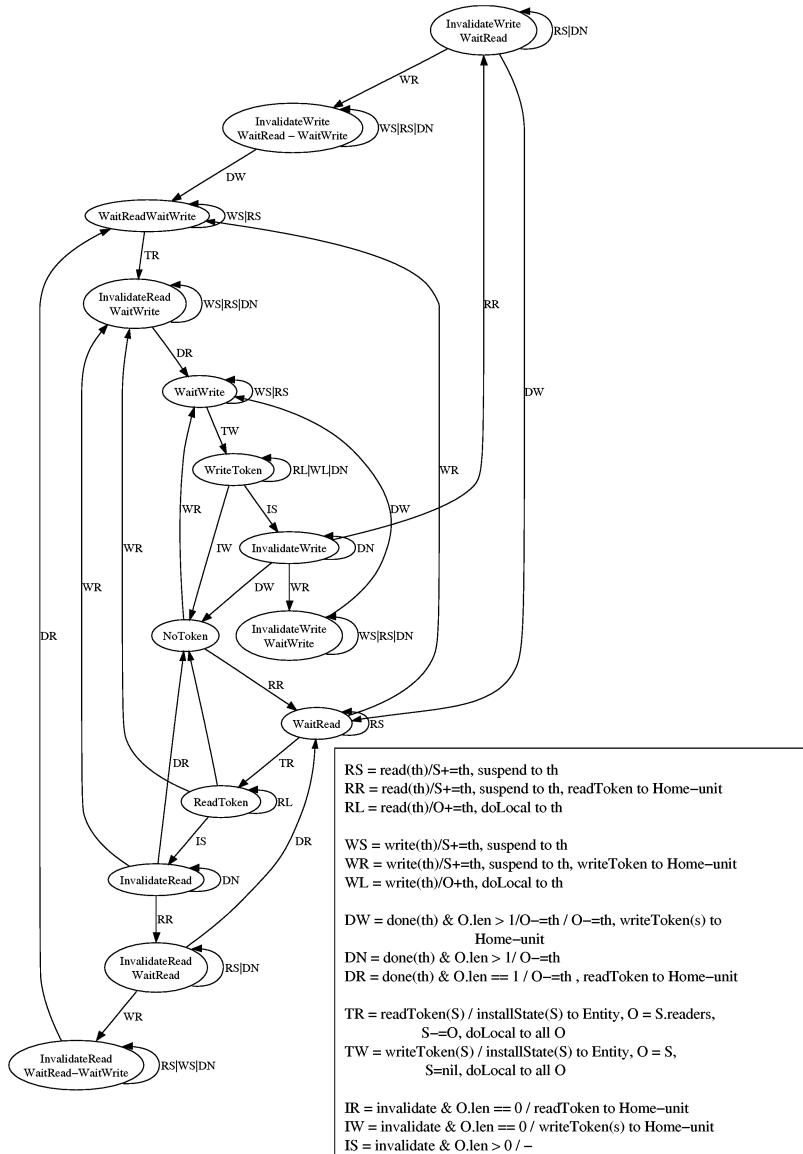 InvalidateWrite
WaitRead
RS|DN
WR
InvalidateWrite
WaitRead – WaitWrite
WS|RS|DN
DW
WaitReadWaitWrite
WS|RS
TR
InvalidateRead
WaitWrite
WS|RS|DN
RR
DR
WaitWrite
WS|RS
DW
TW
WriteToken
RL|WL|DN
WR
WR
IS
DW
WR
IW
InvalidateWrite
DN
WR
DW
WR
NoToken
InvalidateWrite
WaitWrite
WS|RS|DN
DR
RR
WaitRead
RS
DR
TR
ReadToken
RL
IS
DR
InvalidateRead
DN
RR
InvalidateRead
WaitRead
RS|DN
WR
InvalidateRead
WaitRead–WaitWrite
RS|WS|DN
RS = read(th)/S+=th, suspend to th
RR = read(th)/S+=th, suspend to th, readToken to Home–unit
RL = read(th)/O+=th, doLocal to th
WS = write(th)/S+=th, suspend to th
WR = write(th)/S+=th, suspend to th, writeToken to Home–unit
WL = write(th)/O+th, doLocal to th
DW = done(th) & O.len > 1/O–=th / O–=th, writeToken(s) to
Home–unit
DN = done(th) & O.len > 1/ O–=th
DR = done(th) & O.len == 1 / O–=th , readToken to Home–unit
TR = readToken(S) / installState(S) to Entity, O = S.readers,
S–=O, doLocal to all O
TW = writeToken(S) / installState(S) to Entity, O = S,
S=nil, doLocal to all O
IR = invalidate & O.len == 0 / readToken to Home–unit
IW = invalidate & O.len == 0 / writeToken(s) to Home–unit
IS = invalidate & O.len > 0 / –